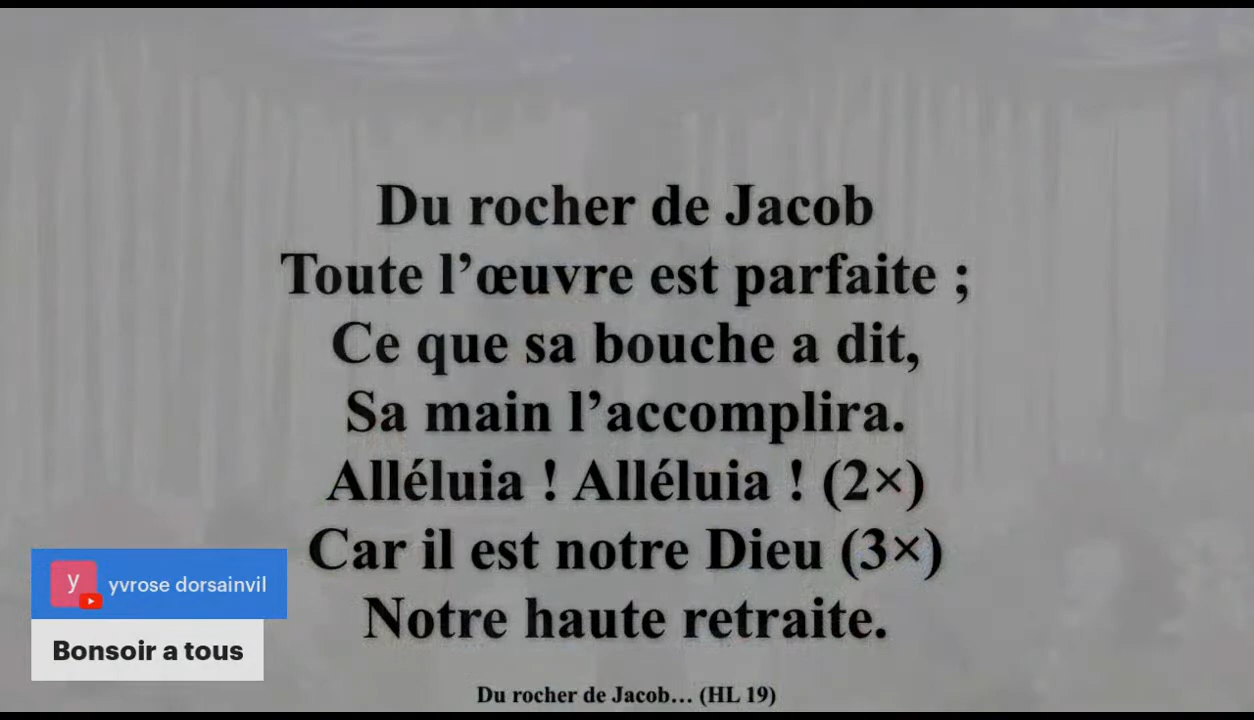 Du rocher de Jacob
Toute l’œuvre est parfaite ;
Ce que sa bouche a dit,
Sa main l’accomplira.
Alléluia ! Alléluia ! (2×)
Car il est notre Dieu (3×)
Notre haute retraite.
y yvrose dorsainvil
Bonsoir a tous
Du rocher de Jacob… (HL 19)